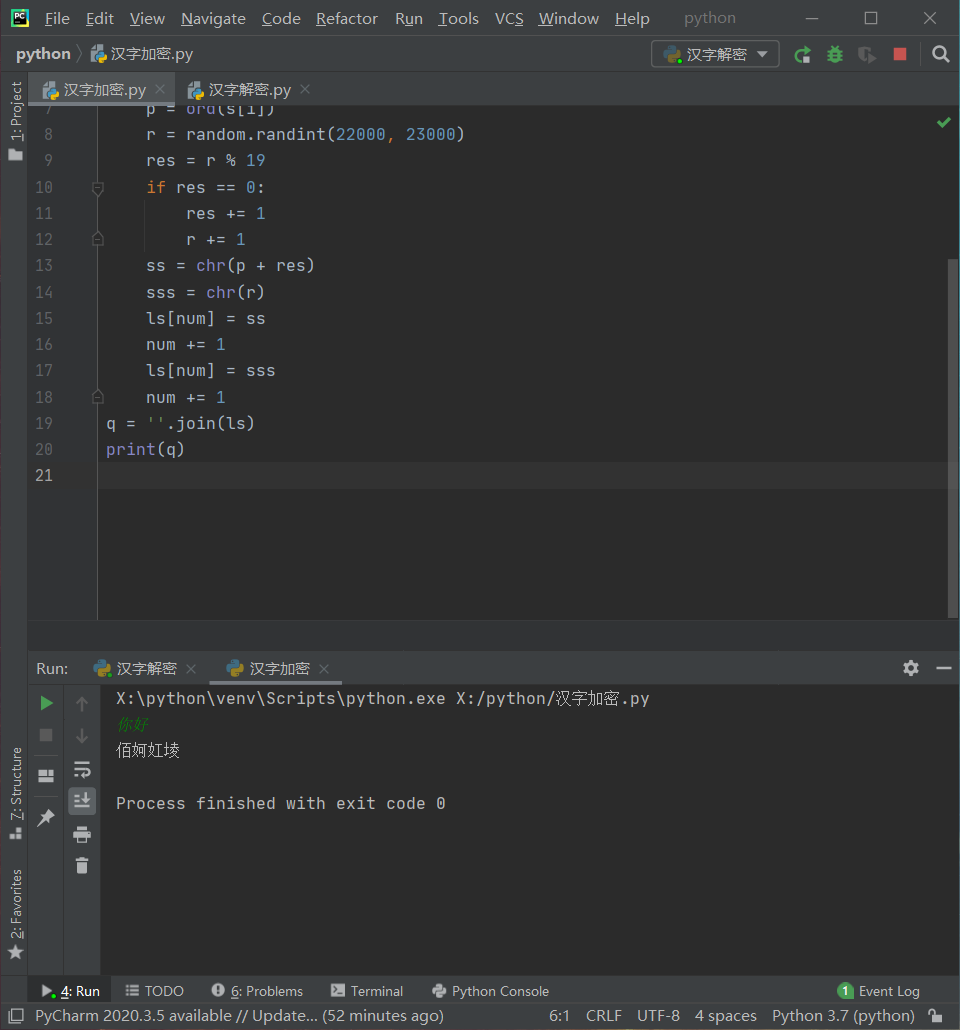 File Edit View Navigate Code Refactor Run Tools VCS Window Help python
python 汉字加密.py 汉字解密
汉字加密.py 汉字解密.py
1: Project
7 p = ord(s[i])
8 r = random.randint(22000, 23000)
9 res = r % 19
10 if res == 0:
11 res += 1
12 r += 1
13 ss = chr(p + res)
14 sss = chr(r)
15 ls[num] = ss
16 num += 1
17 ls[num] = sss
18 num += 1
19 q = ''.join(ls)
20 print(q)
21
Run: 汉字解密 汉字加密
X:\python\venv\Scripts\python.exe X:/python/汉字加密.py
你好
佰妸奵堎
Process finished with exit code 0
7: Structure
2: Favorites
4: Run TODO 6: Problems Terminal Python Console 1 Event Log
PyCharm 2020.3.5 available // Update... (52 minutes ago) 6:1 CRLF UTF-8 4 spaces Python 3.7 (python)